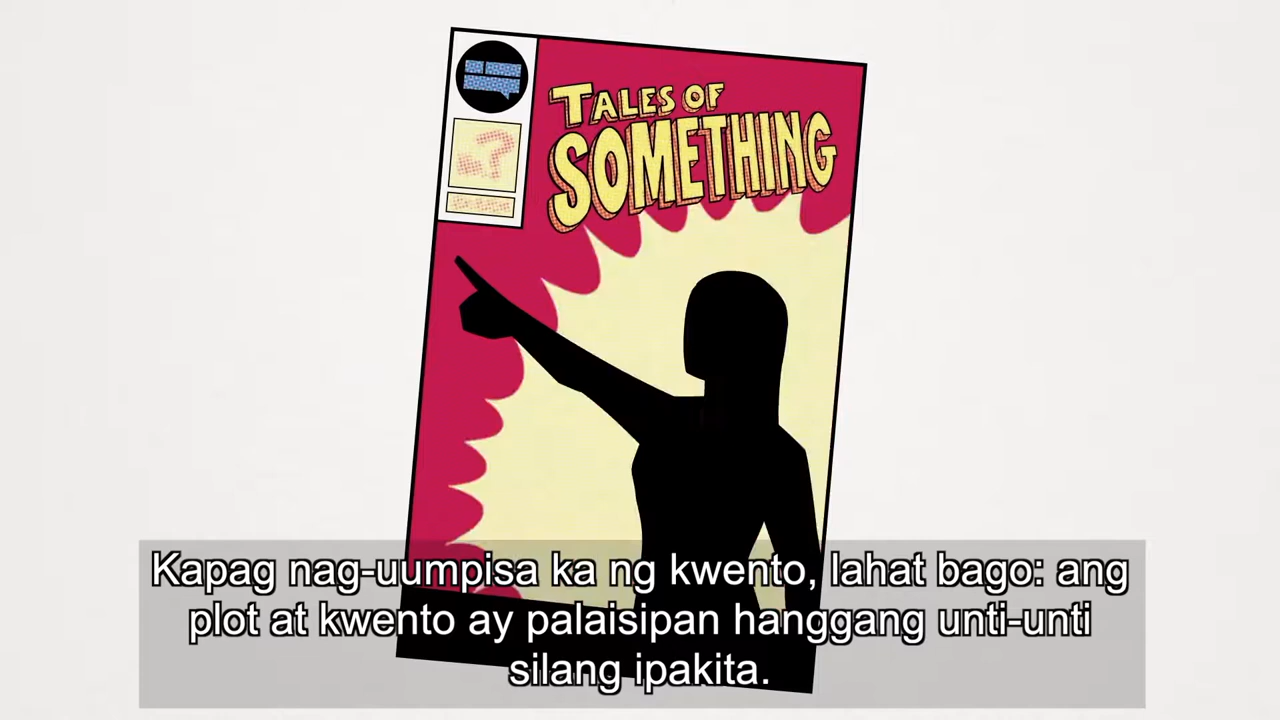 TALES OF
SOMETHING
?
Kapag nag-uumpisa ka ng kwento, lahat bago: ang
plot at kwento ay palaisipan hanggang unti-unti
silang ipakita.